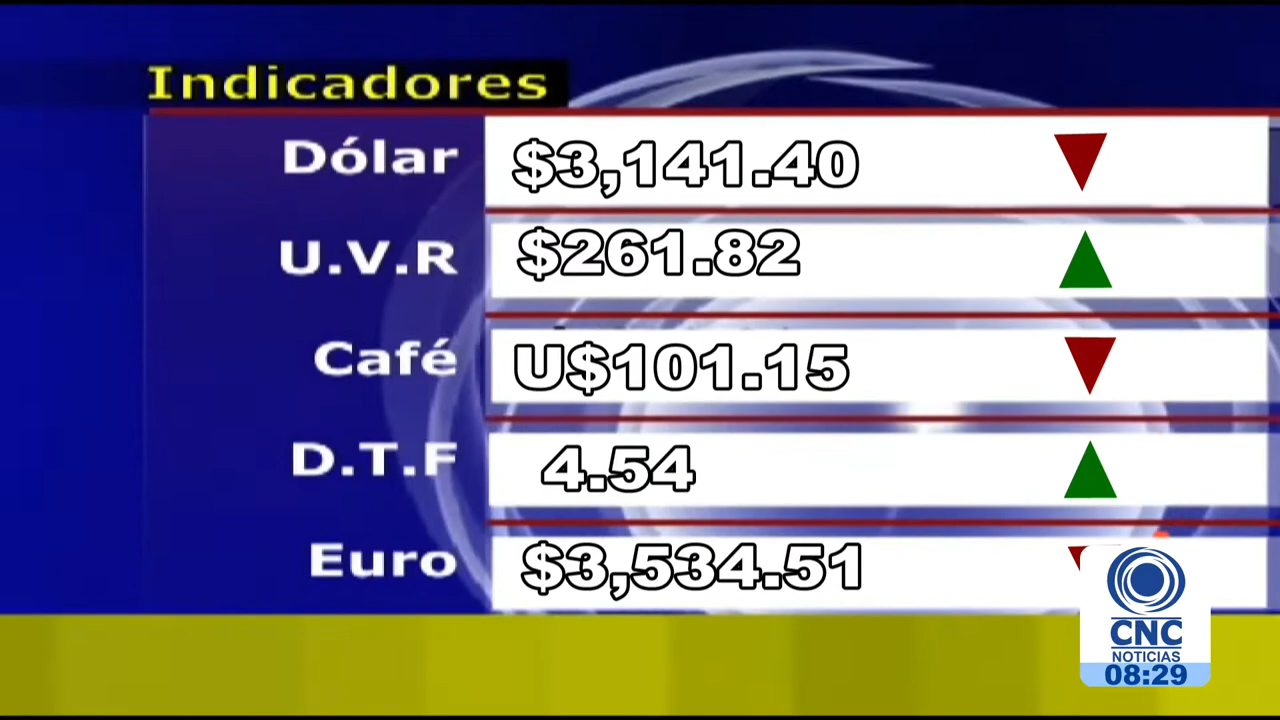 Indicadores
Dólar $3,141.40
U.V.R $261.82
Café U$101.15
D.T.F 4.54
Euro $3,534.51
CNC
NOTICIAS
08:29